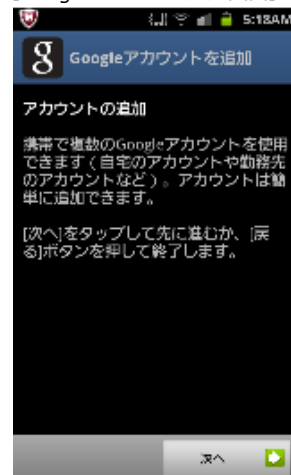 5:18AM
g Googleアカウントを追加
アカウントの追加
携帯で複数のGoogleアカウントを使用
できます(自宅のアカウントや勤務先
のアカウントなど)。アカウントは簡
単に追加できます。
[次へ]をタップして先に進むか、[戻
る]ボタンを押して終了します。
次へ